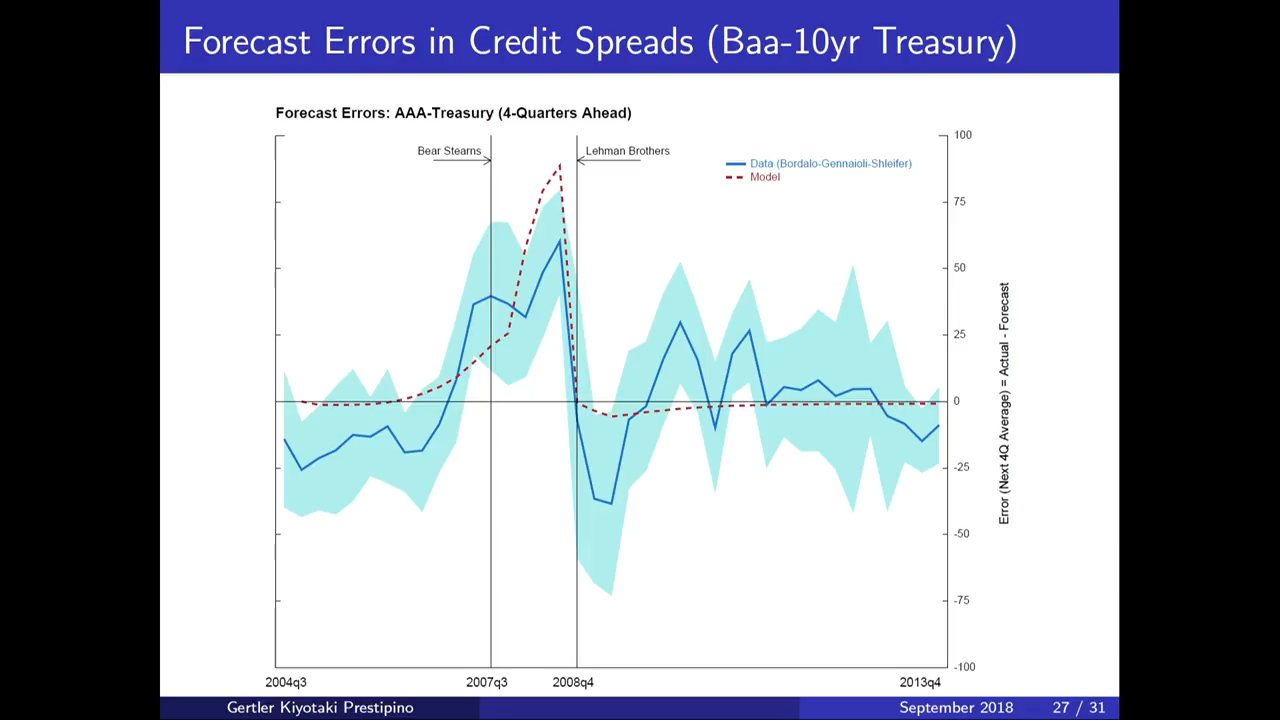 Forecast Errors in Credit Spreads (Baa-10yr Treasury)
Forecast Errors: AAA-Treasury (4-Quarters Ahead)
Bear Stearns
Lehman Brothers
Data (Bordalo-Gennaioli-Shleifer)
Model
100
75
50
25
0
-25
-50
-75
-100
Error (Next 4Q Average) = Actual - Forecast
2004q3
2007q3
2008q4
2013q4
Gertler Kiyotaki Prestipino
September 2018
27 / 31